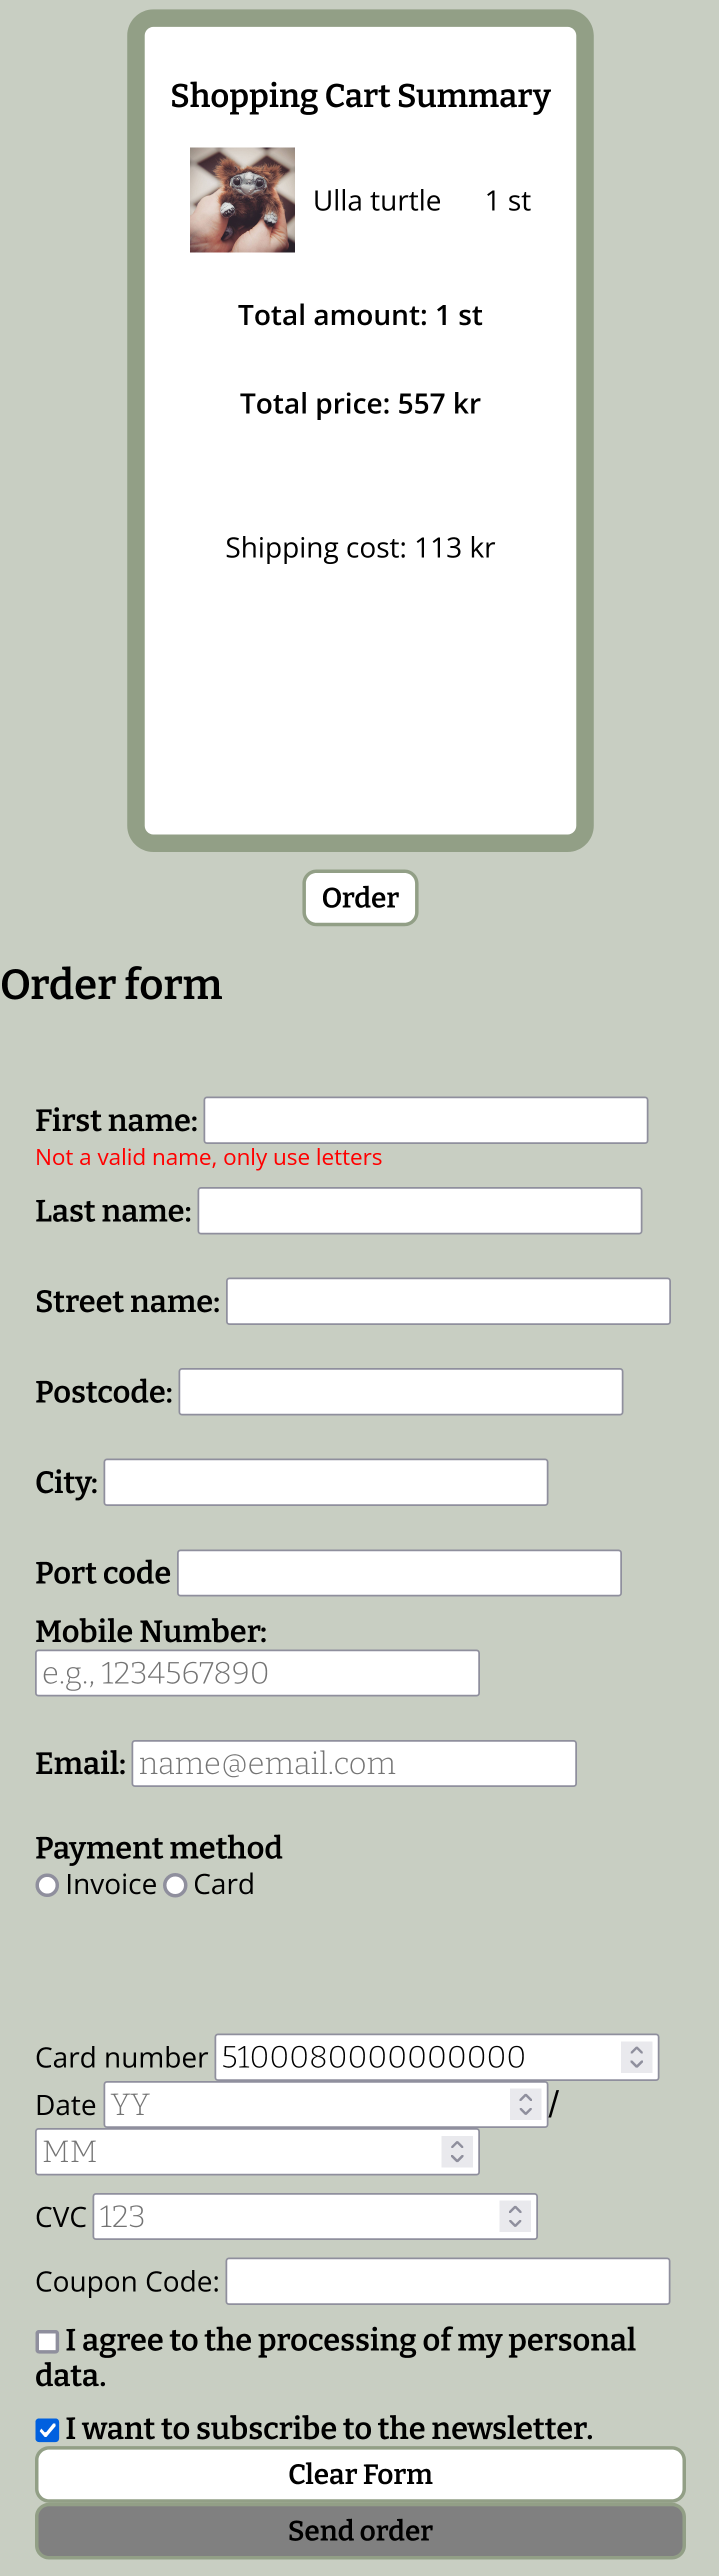 Shopping Cart Summary
Ulla turtle 1 st
Total amount: 1 st
Total price: 557 kr
Shipping cost: 113 kr
Order
Order form
First name:
Not a valid name, only use letters
Last name:
Street name:
Postcode:
City:
Port code
Mobile Number:
e.g., 1234567890
Email: name@email.com
Payment method
Invoice Card
Card number 5100080000000000
Date YY /
MM
CVC 123
Coupon Code:
I agree to the processing of my personal
data.
I want to subscribe to the newsletter.
Clear Form
Send order